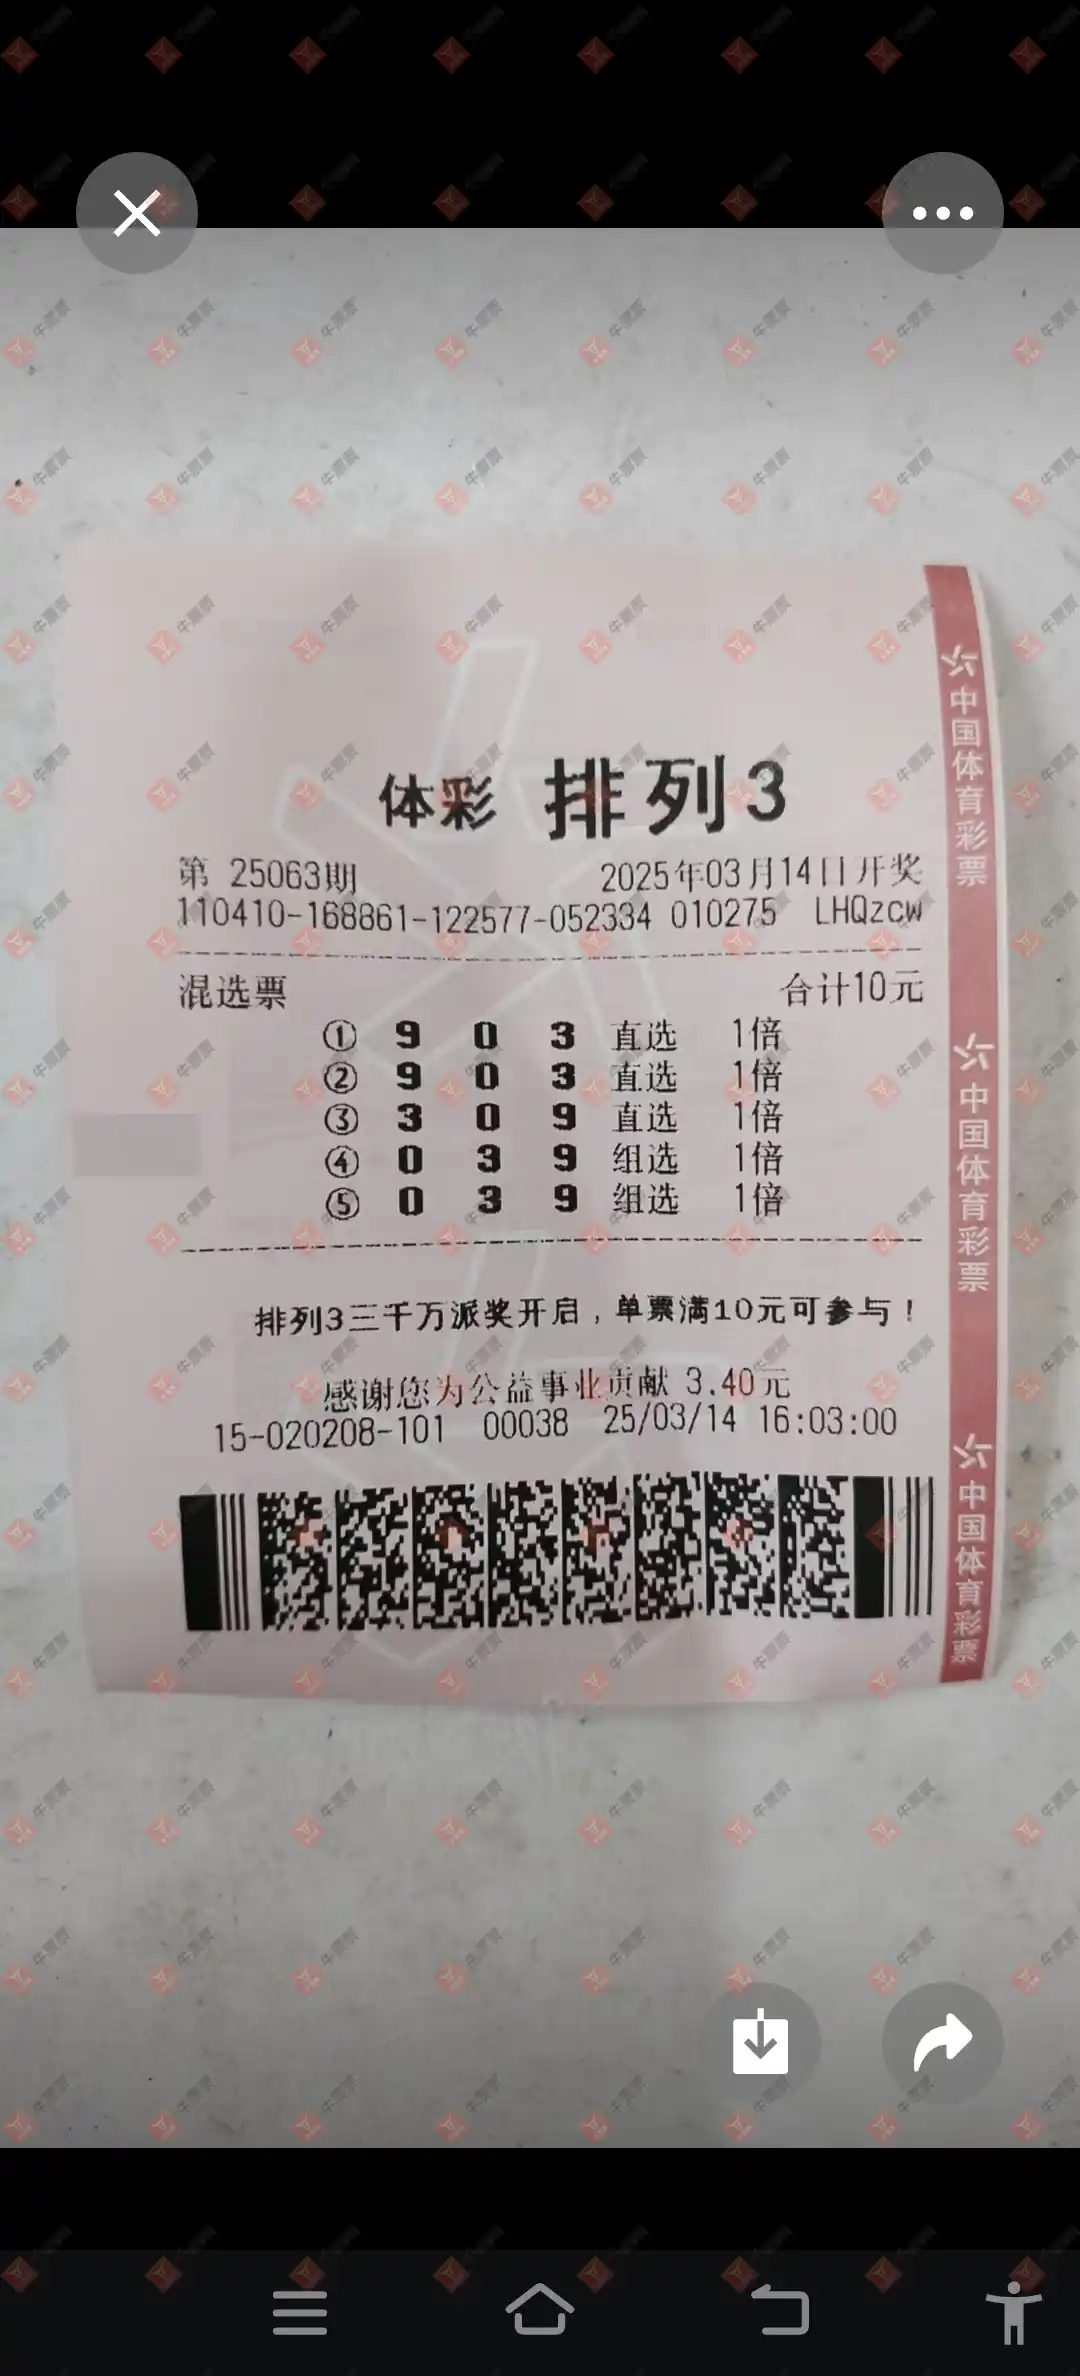 体彩 排列3
第 25063期 2025年03月14日开奖
110410-168861-122577-052334 010275 LHQzcw
混选票 合计10元
① 9 0 3 直选 1倍
② 9 0 3 直选 1倍
③ 3 0 9 直选 1倍
④ 0 3 9 组选 1倍
⑤ 0 3 9 组选 1倍
排列3三千万派奖开启，单票满10元可参与！
感谢您为公益事业贡献 3.40元
15-020208-101 00038 25/03/14 16:03:00
中国体育彩票
中国体育彩票
中国体育彩票